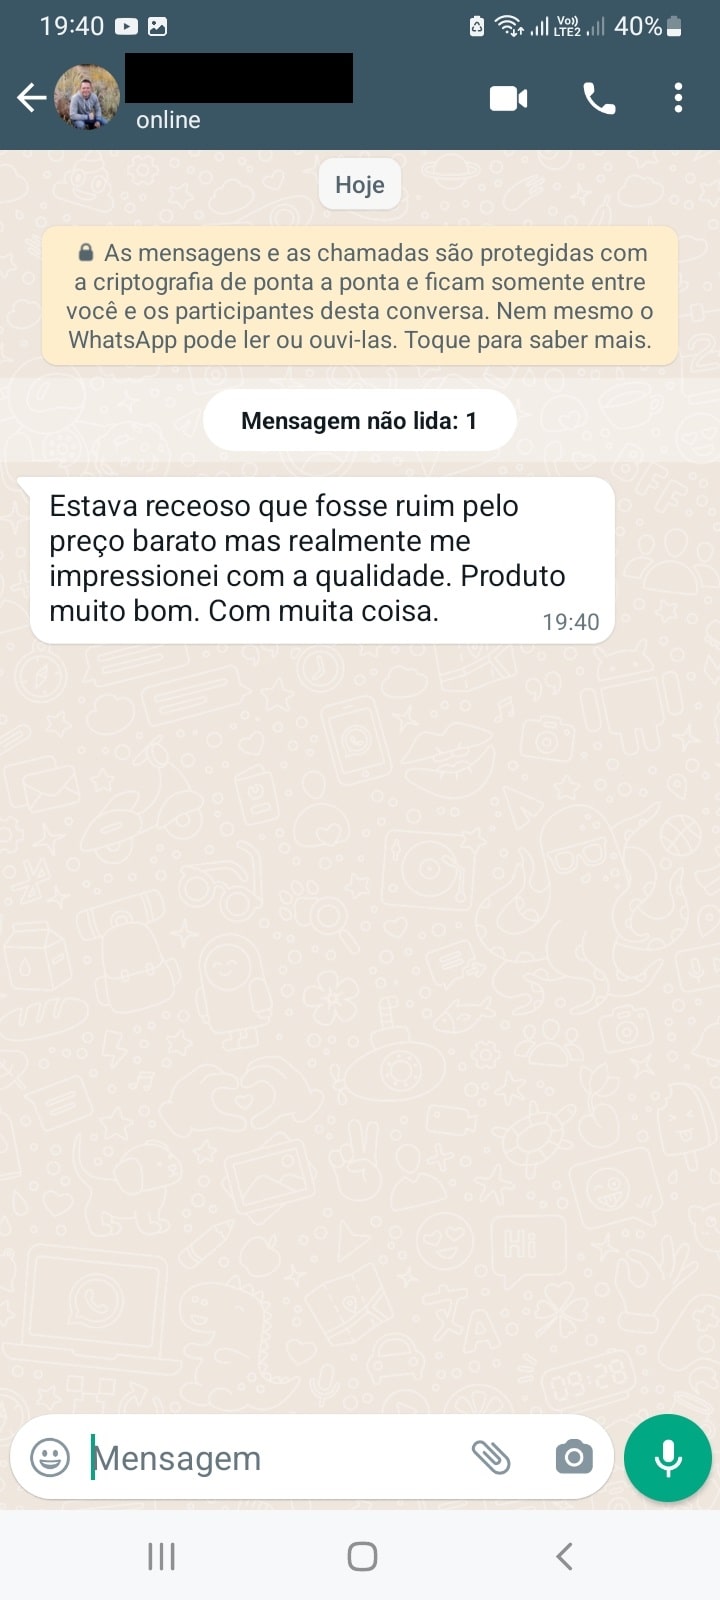 19:40
Vo))
LTE2
40%
online
Hoje
As mensagens e as chamadas são protegidas com
a criptografia de ponta a ponta e ficam somente entre
você e os participantes desta conversa. Nem mesmo o
WhatsApp pode ler ou ouvi-las. Toque para saber mais.
Mensagem não lida: 1
Estava receoso que fosse ruim pelo
preço barato mas realmente me
impressionei com a qualidade. Produto
muito bom. Com muita coisa.
19:40
Mensagem